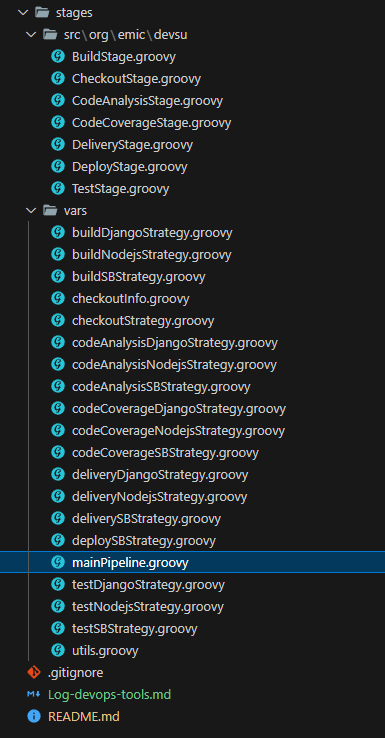 stages
src\org\emic\devsu
BuildStage.groovy
CheckoutStage.groovy
CodeAnalysisStage.groovy
CodeCoverageStage.groovy
DeliveryStage.groovy
DeployStage.groovy
TestStage.groovy
vars
buildDjangoStrategy.groovy
buildNodejsStrategy.groovy
buildSBStrategy.groovy
checkoutInfo.groovy
checkoutStrategy.groovy
codeAnalysisDjangoStrategy.groovy
codeAnalysisNodejsStrategy.groovy
codeAnalysisSBStrategy.groovy
codeCoverageDjangoStrategy.groovy
codeCoverageNodejsStrategy.groovy
codeCoverageSBStrategy.groovy
deliveryDjangoStrategy.groovy
deliveryNodejsStrategy.groovy
deliverySBStrategy.groovy
deploySBStrategy.groovy
mainPipeline.groovy
testDjangoStrategy.groovy
testNodejsStrategy.groovy
testSBStrategy.groovy
utils.groovy
.gitignore
Log-devops-tools.md
README.md